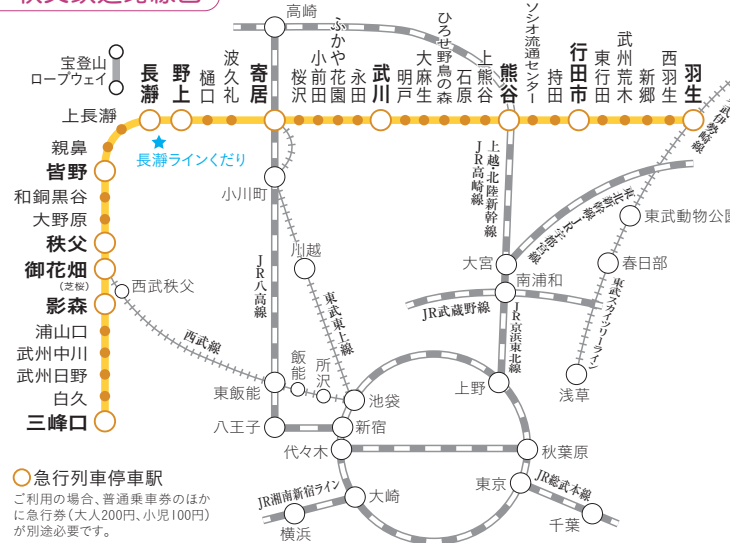 高崎
宝登山
ロープウェイ
長瀞
野上
樋口
波久礼
寄居
桜沢
小前田
ふかや花園
永田
武川
明戸
大麻生
ひろせ野鳥の森
石原
上熊谷
熊谷
ソシオ流通センター
持田
行田市
東行田
武州荒木
新郷
西羽生
羽生
上長瀞
親鼻
皆野
和銅黒谷
大野原
秩父
御花畑
(芝桜)
影森
浦山口
武州中川
武州日野
白久
三峰口
長瀞ラインくだり
西武秩父
西武線
小川町
川越
JR八高線
東武東上線
上越・北陸新幹線
JR高崎線
東北新幹線
JR宇都宮線
東武伊勢崎線
東武動物公園
大宮
春日部
南浦和
JR武蔵野線
JR京浜東北線
東武スカイツリーライン
浅草
上野
東飯能
飯能
所沢
池袋
八王子
新宿
代々木
秋葉原
東京
JR総武本線
千葉
JR湘南新宿ライン
大崎
横浜
急行列車停車駅
ご利用の場合、普通乗車券のほか
に急行券(大人200円、小児100円)
が別途必要です。